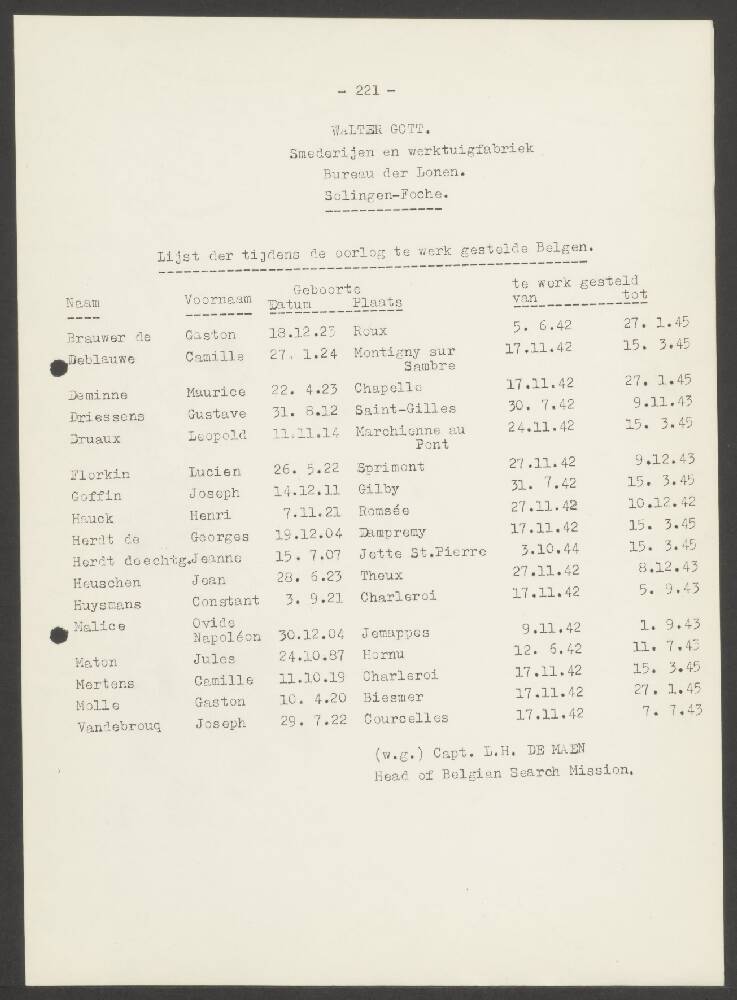 - 221 -
WALTER GOTT.
Smederijen en werktuigfabriek
Bureau der Lonen.
Solingen-Foche.
Lijst der tijdens de oorlog te werk gestelde Belgen.
Naam Voornaam Geboorte Datum Plaats te werk gesteld van tot
Brauwer de Gaston 18.12.23 Roux 5. 6.42 27. 1.45
Deblauwe Camille 27. 1.24 Montigny sur Sambre 17.11.42 15. 3.45
Deminne Maurice 22. 4.23 Chapelle 17.11.42 27. 1.45
Driessens Gustave 31. 8.12 Saint-Gilles 30. 7.42 9.11.43
Druaux Leopold 11.11.14 Marchienne au Pont 24.11.42 15. 3.45
Florkin Lucien 26. 5.22 Sprimont 27.11.42 9.12.43
Goffin Joseph 14.12.11 Gilby 31. 7.42 15. 3.45
Hauck Henri 7.11.21 Romsée 27.11.42 10.12.42
Herdt de Georges 19.12.04 Dampremy 17.11.42 15. 3.45
Herdt deechtg.Jeanne 15. 7.07 Jette St.Pierre 3.10.44 15. 3.45
Heuschen Jean 28. 6.23 Theux 27.11.42 8.12.43
Huysmans Constant 3. 9.21 Charleroi 17.11.42 5. 9.43
Malice Ovide Napoléon 30.12.04 Jemappes 9.11.42 1. 9.43
Maton Jules 24.10.87 Hornu 12. 6.42 11. 7.43
Mertens Camille 11.10.19 Charleroi 17.11.42 15. 3.45
Molle Gaston 10. 4.20 Biesmer 17.11.42 27. 1.45
Vandebrouq Joseph 29. 7.22 Courcelles 17.11.42 7. 7.43
(w.g.) Capt. L.H. DE MAEN
Head of Belgian Search Mission.